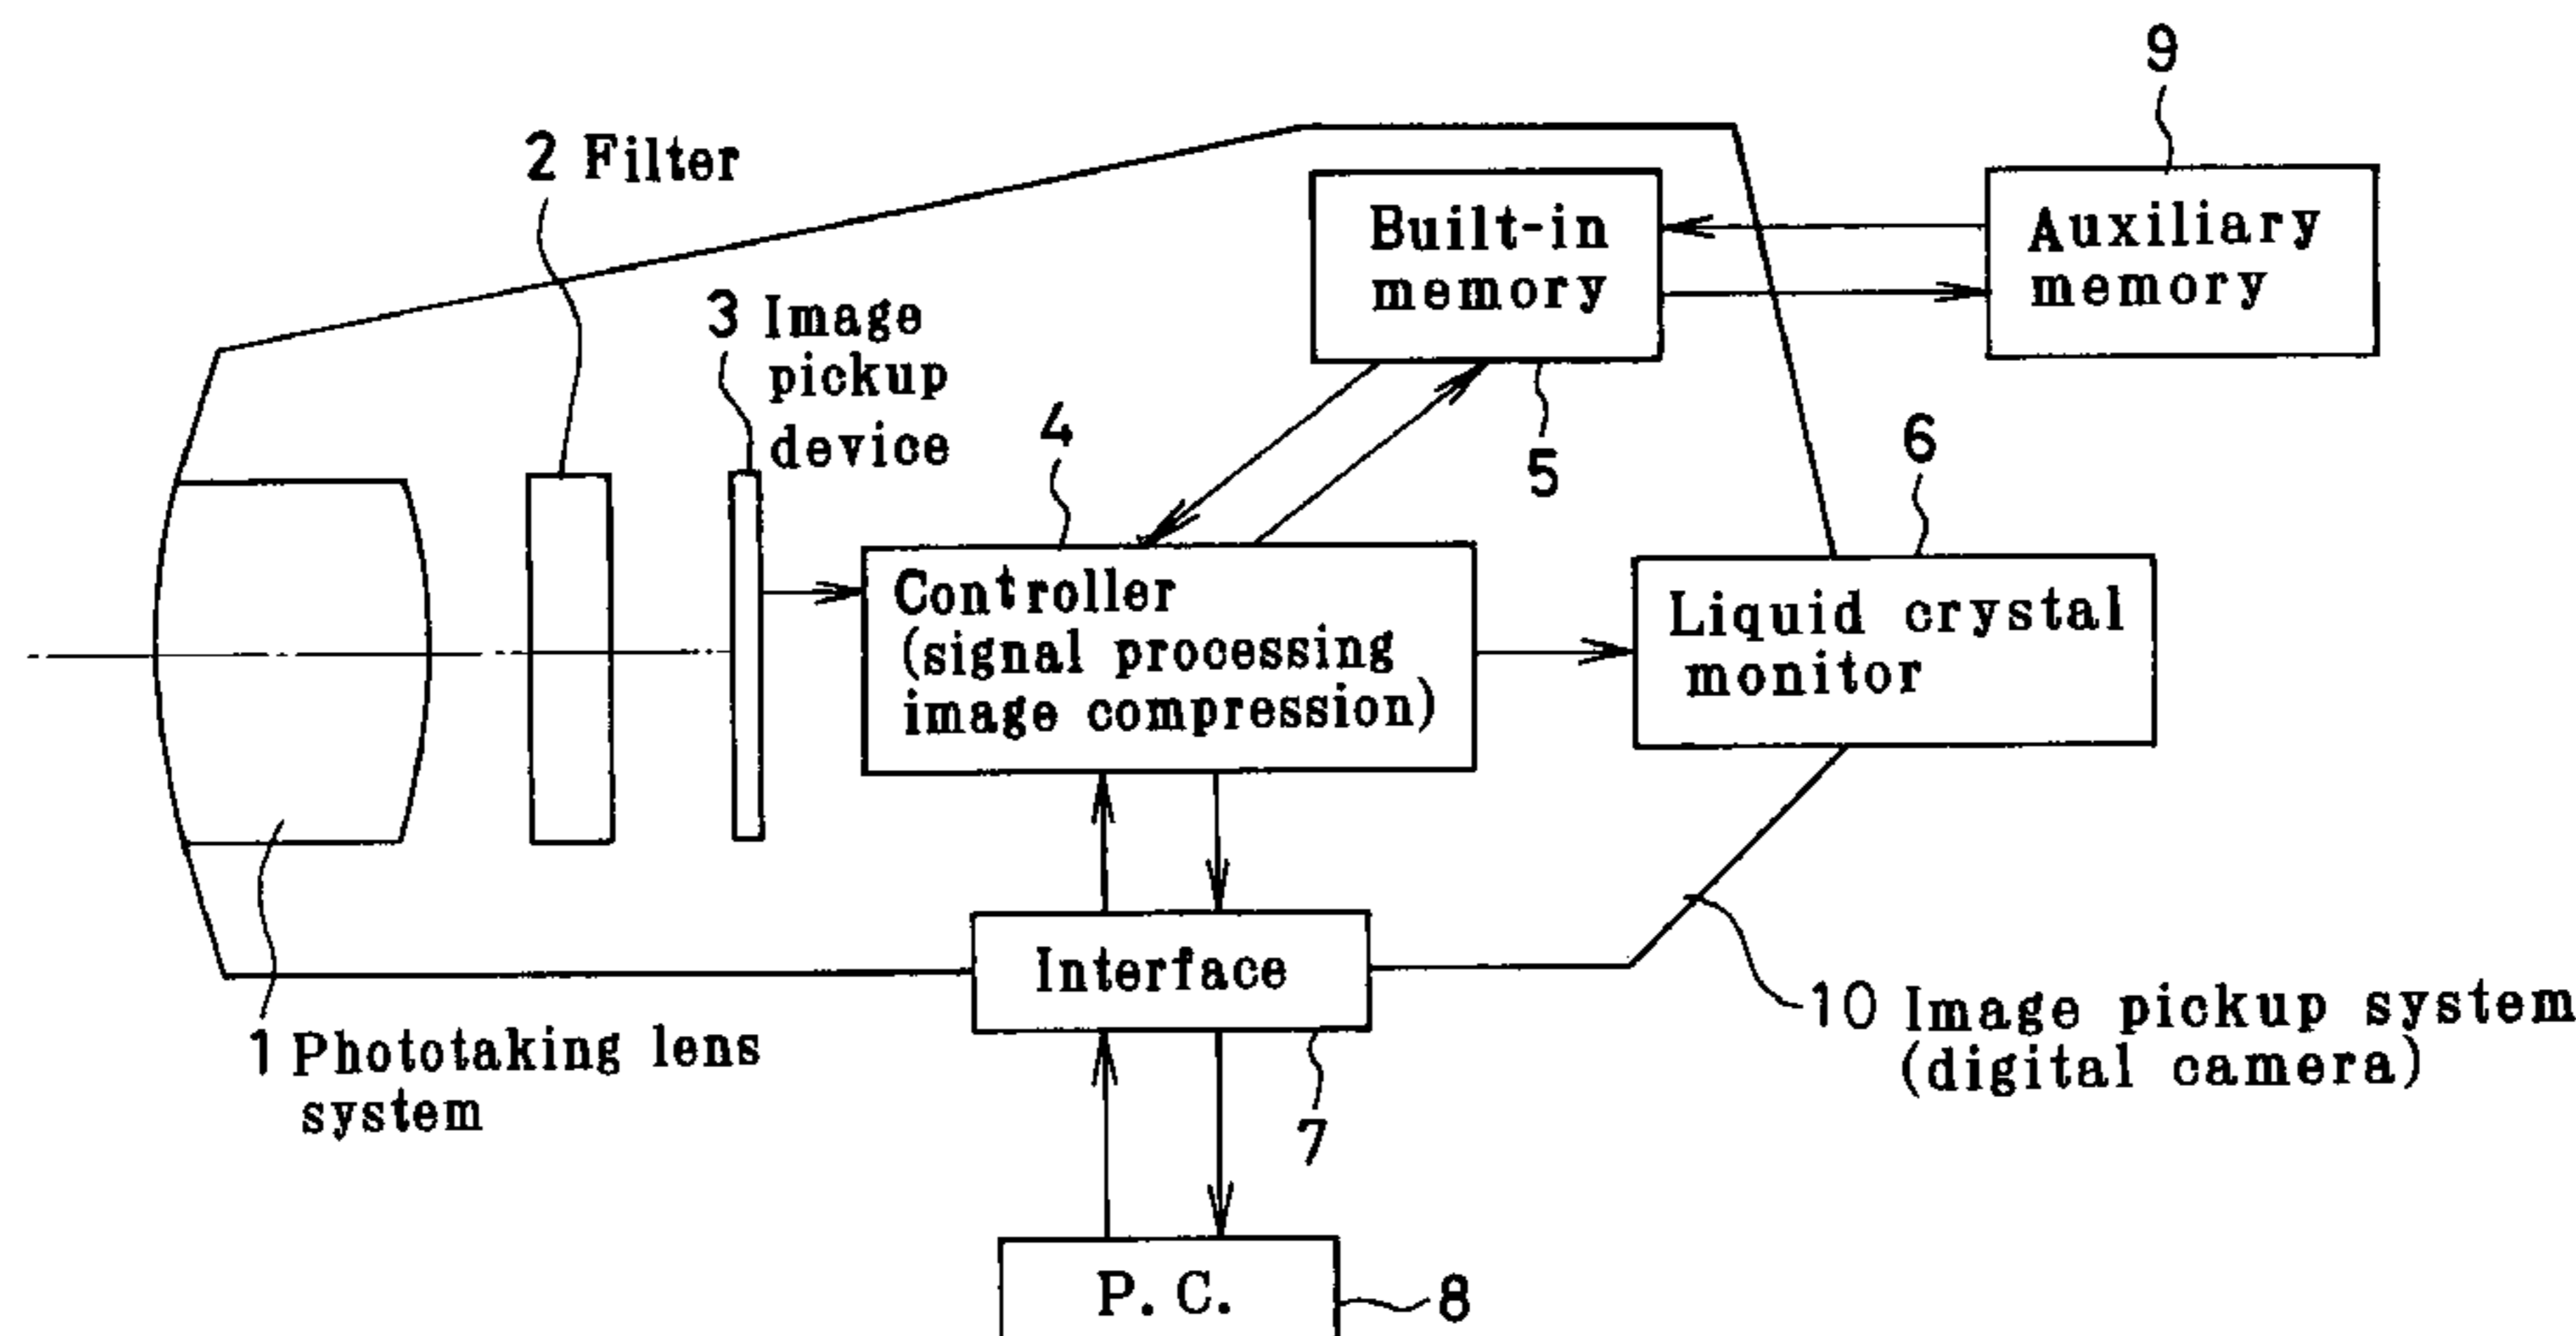 9
2 Filter
Built-in
memory
Auxiliary
memory
3 Image
pickup
device
4
5
6
Controller
(signal processing
image compression)
Liquid crystal
monitor
Interface
1 Phototaking lens
system
10 Image pickup system
(digital camera)
7
P. C.
8